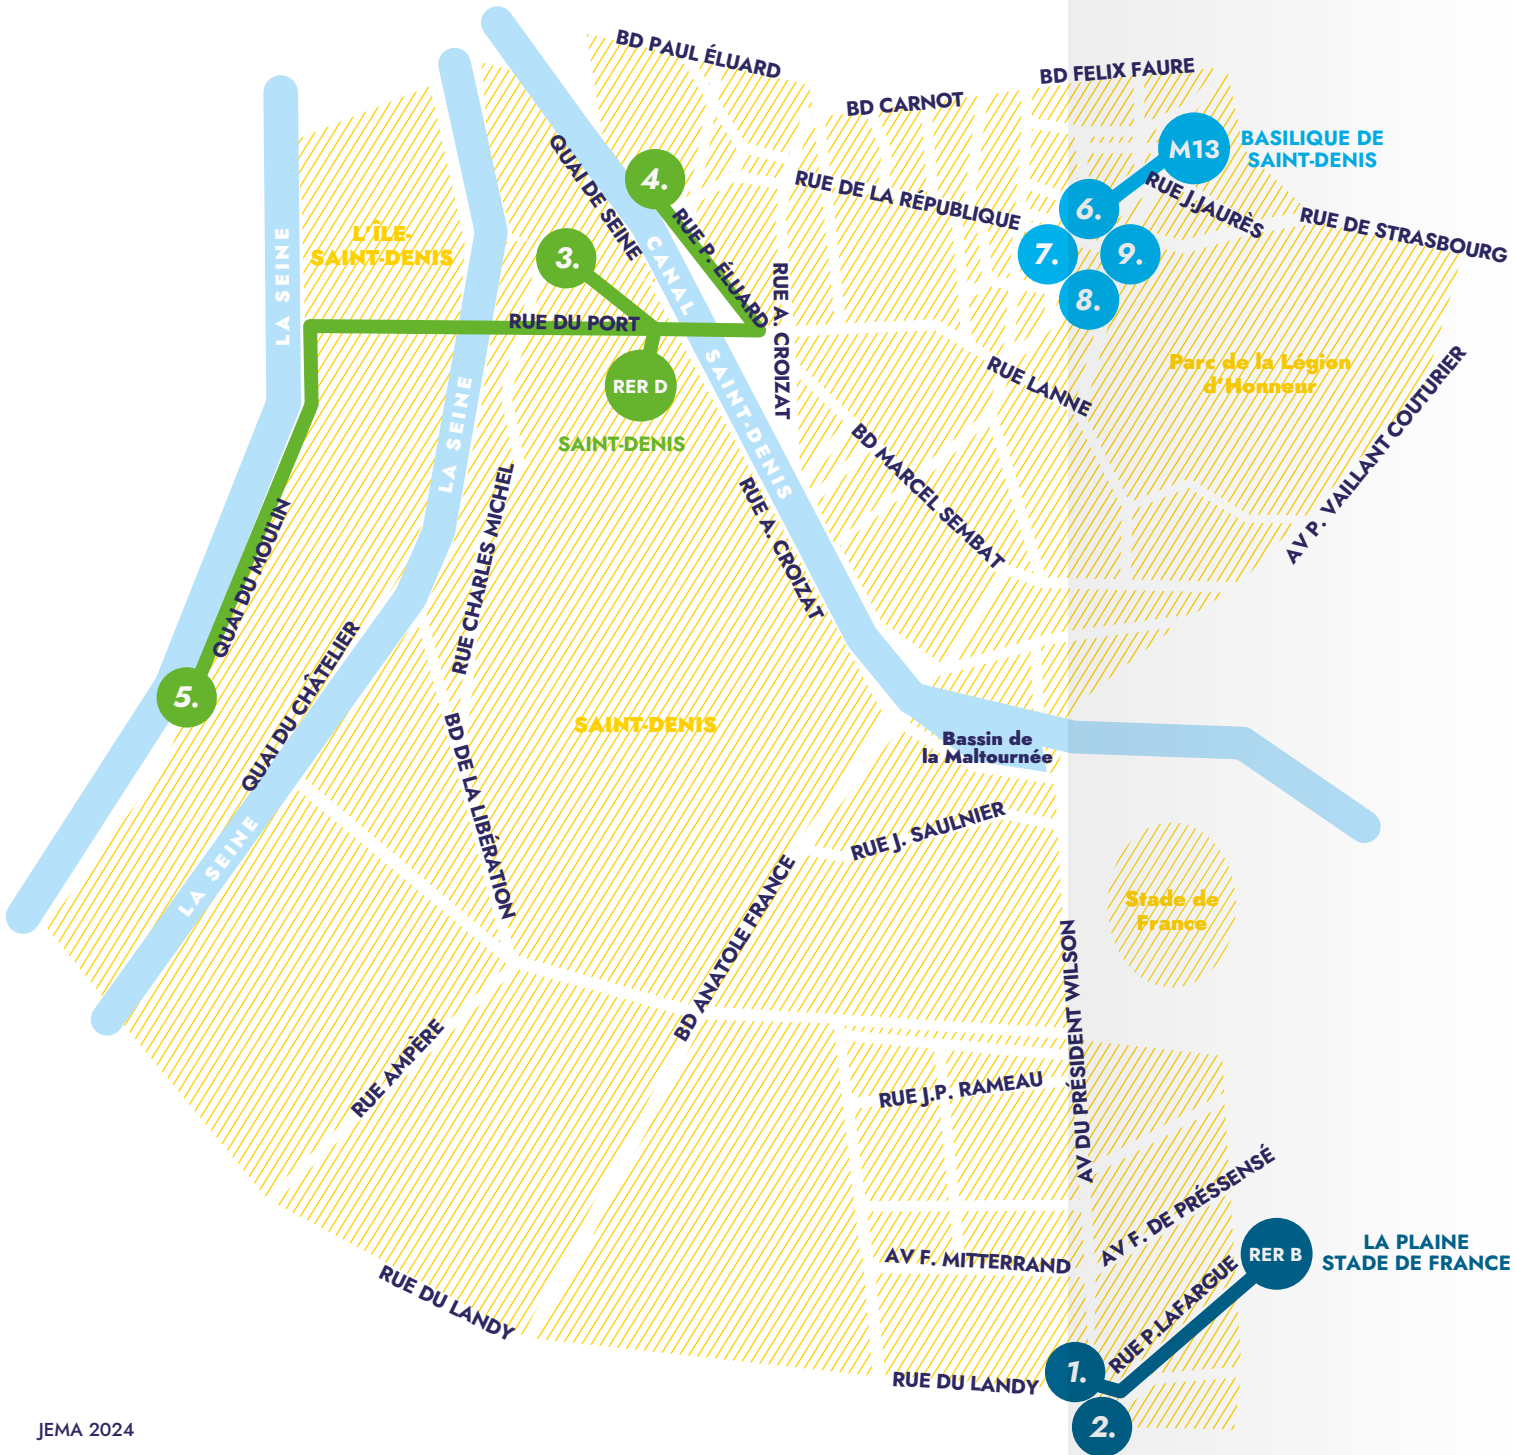 BD PAUL ÉLUARD
BD FELIX FAURE
BD CARNOT
M13
BASILIQUE DE
SAINT-DENIS
QUAI DE SEINE
4.
RUE DE LA RÉPUBLIQUE
RUE J.JAURÈS
RUE DE STRASBOURG
6.
7.
9.
8.
L'ÎLE-
SAINT-DENIS
LA SEINE
3.
RUE P. ÉLUARD
CANAL SAINT-DENIS
RUE A. CROIZAT
RUE DU PORT
RER D
SAINT-DENIS
LA SEINE
RUE LANNE
Parc de la Légion
d'Honneur
AV P. VAILLANT COUTURIER
BD MARCEL SEMBAT
RUE A. CROIZAT
RUE CHARLES MICHEL
QUAI DU MOULIN
5.
QUAI DU CHÂTELIER
SAINT-DENIS
BD DE LA LIBÉRATION
Bassin de
la Maltournée
LA SEINE
RUE J. SAULNIER
BD ANATOLE FRANCE
Stade de
France
AV DU PRÉSIDENT WILSON
RUE AMPÈRE
RUE J.P. RAMEAU
AV F. DE PRÉSSENSÉ
AV F. MITTERRAND
RER B
LA PLAINE
STADE DE FRANCE
RUE P.LAFARGUE
RUE DU LANDY
RUE DU LANDY
1.
2.
JEMA 2024